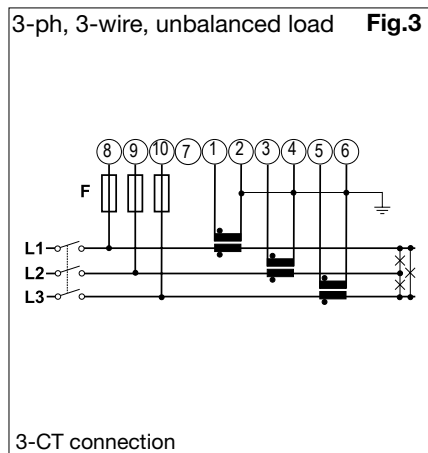 3-ph, 3-wire, unbalanced load Fig.3
8 9 10 7 1 2 3 4 5 6
F
L1
L2
L3
3-CT connection